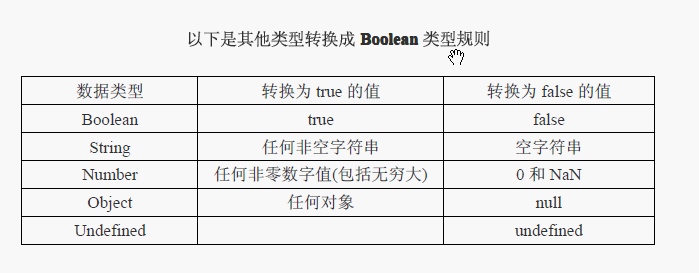 以下是其他类型转换成 Boolean 类型规则
数据类型 转换为 true 的值 转换为 false 的值
Boolean true false
String 任何非空字符串 空字符串
Number 任何非零数字值(包括无穷大) 0 和 NaN
Object 任何对象 null
Undefined undefined